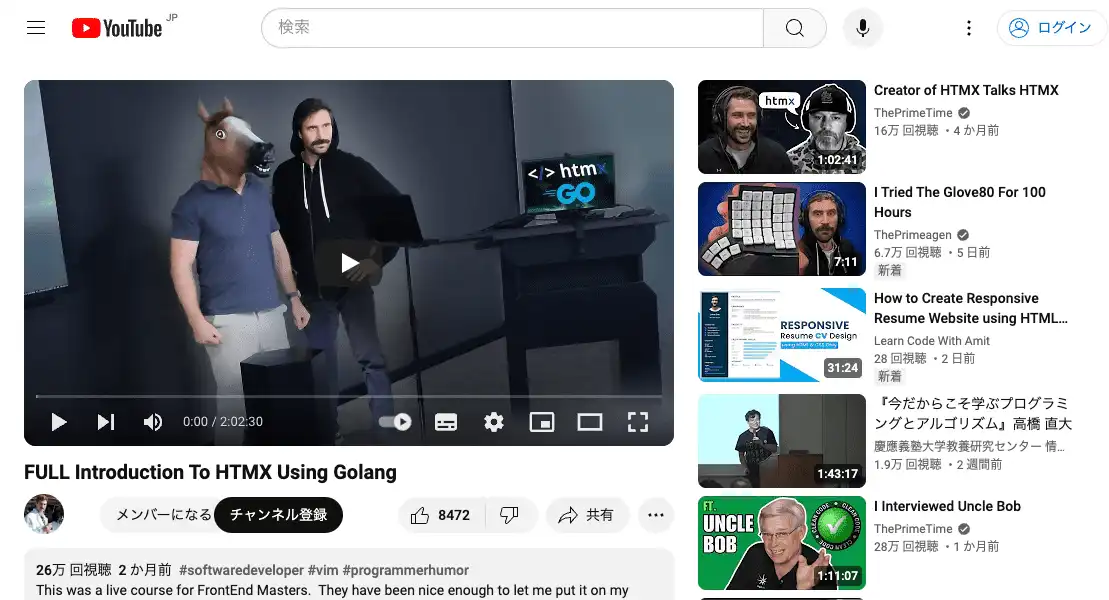 YouTube JP
検索
ログイン
</> htmx
GO
0:00 / 2:02:30
FULL Introduction To HTMX Using Golang
メンバーになる
チャンネル登録
8472
共有
26万 回視聴 2 か月前 #softwaredeveloper #vim #programmerhumor
This was a live course for FrontEnd Masters. They have been nice enough to let me put it on my
htmx
1:02:41
Creator of HTMX Talks HTMX
ThePrimeTime
16万 回視聴 ・4 か月前
7:11
I Tried The Glove80 For 100
Hours
ThePrimeagen
6.7万 回視聴 ・5 日前
新着
RESPONSIVE
Resume CV Design
using HTML & CSS Only
31:24
How to Create Responsive
Resume Website using HTML...
Learn Code With Amit
28 回視聴 ・2 日前
新着
1:43:17
『今だからこそ学ぶプログラミ
ングとアルゴリズム』高橋 直大
慶應義塾大学教養研究センター 情...
1.9万 回視聴 ・2 週間前
FT.
UNCLE
BOB
CLEAN CODE
1:11:07
I Interviewed Uncle Bob
ThePrimeTime
28万 回視聴 ・1 か月前